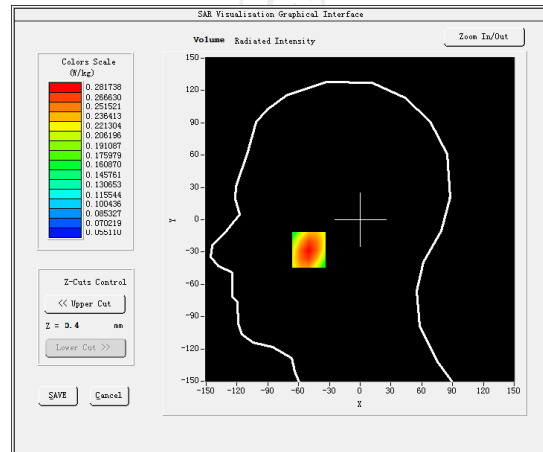 SAR Visualisation Graphical Interface
Volume Radiated Intensity
Zoom In/Out
Colors Scale
(W/kg)
0.281738
0.266630
0.251521
0.236413
0.221304
0.206196
0.191087
0.175979
0.160870
0.145761
0.130653
0.115544
0.100436
0.085327
0.070219
0.055110
Z-Cuts Control
<< Upper Cut
Z = 0.4 mm
Lower Cut >>
SAVE
Cancel
150
120
90
60
30
0
-30
-60
-90
-120
-150
Y
-150 -120 -90 -60 -30 0 30 60 90 120 150
X